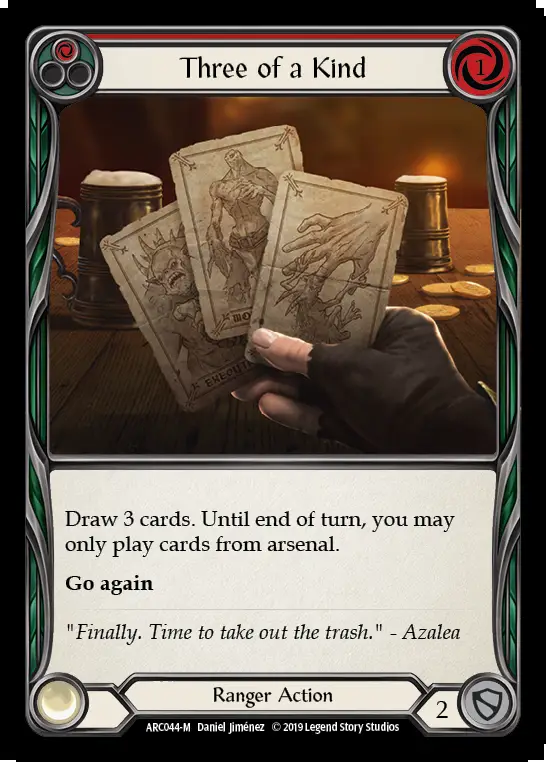 Three of a Kind
1
Draw 3 cards. Until end of turn, you may
only play cards from arsenal.
Go again
"Finally. Time to take out the trash." - Azalea
Ranger Action
2
ARC044-M Daniel Jiménez © 2019 Legend Story Studios